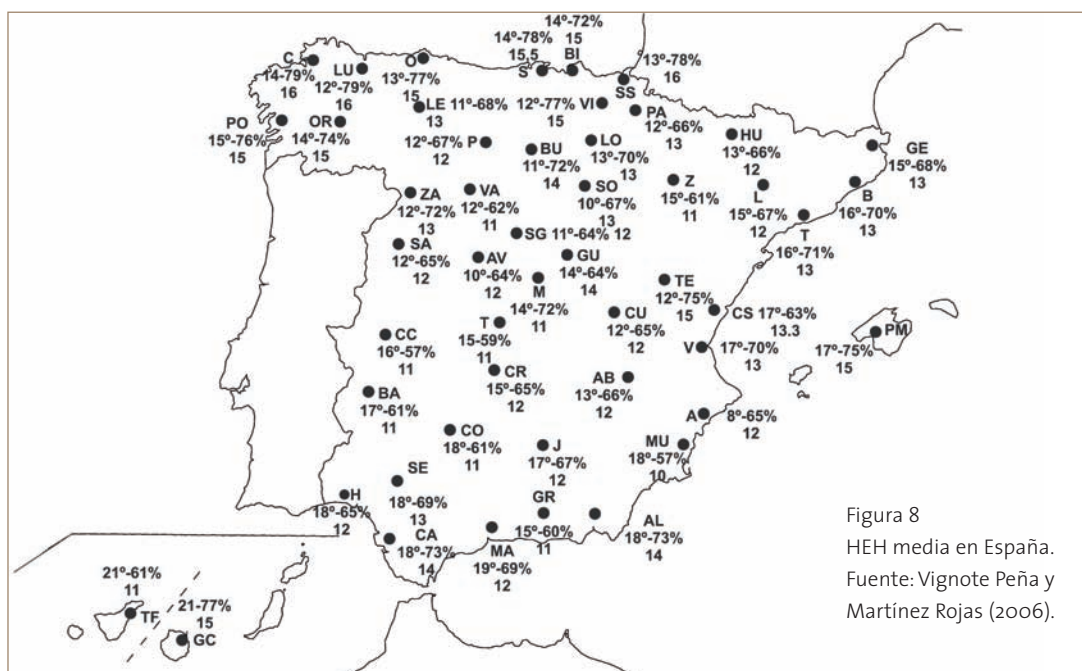 14º-72%
15
BI
14º-78%
15,5
S
13º-78%
16
SS
C
14-79%
16
LU
12º-79%
16
O
13º-77%
15
LE 11º-68%
13
12º-77% VI
15
PA
12º-66%
13
PO
15º-76%
15
OR
14º-74%
15
12º-67% P
12
BU
11º-72%
14
LO
13º-70%
13
HU
13º-66%
12
GE
15º-68%
13
ZA
12º-72%
13
VA
12º-62%
11
SO
10º-67%
13
Z
15º-61%
11
L
15º-67%
12
B
16º-70%
13
T
16º-71%
13
SG 11º-64% 12
SA
12º-65%
12
AV
10º-64%
12
GU
14º-64%
14
M
14º-72%
11
TE
12º-75%
15
CS 17º-63%
13.3
T
15-59%
11
CU
12º-65%
12
CC
16º-57%
11
V 17º-70%
13
PM
17º-75%
15
CR
15º-65%
12
AB
13º-66%
12
BA
17º-61%
11
A 8º-65%
12
CO
18º-61%
11
J
17º-67%
12
MU
18º-57%
10
SE
18º-69%
13
H
18º-65%
12
GR
15º-60%
11
AL
18º-73%
14
CA
18º-73%
14
MA
19º-69%
12
21º-61%
11
TF
21-77%
15
GC
Figura 8
HEH media en España.
Fuente: Vignote Peña y
Martínez Rojas (2006).